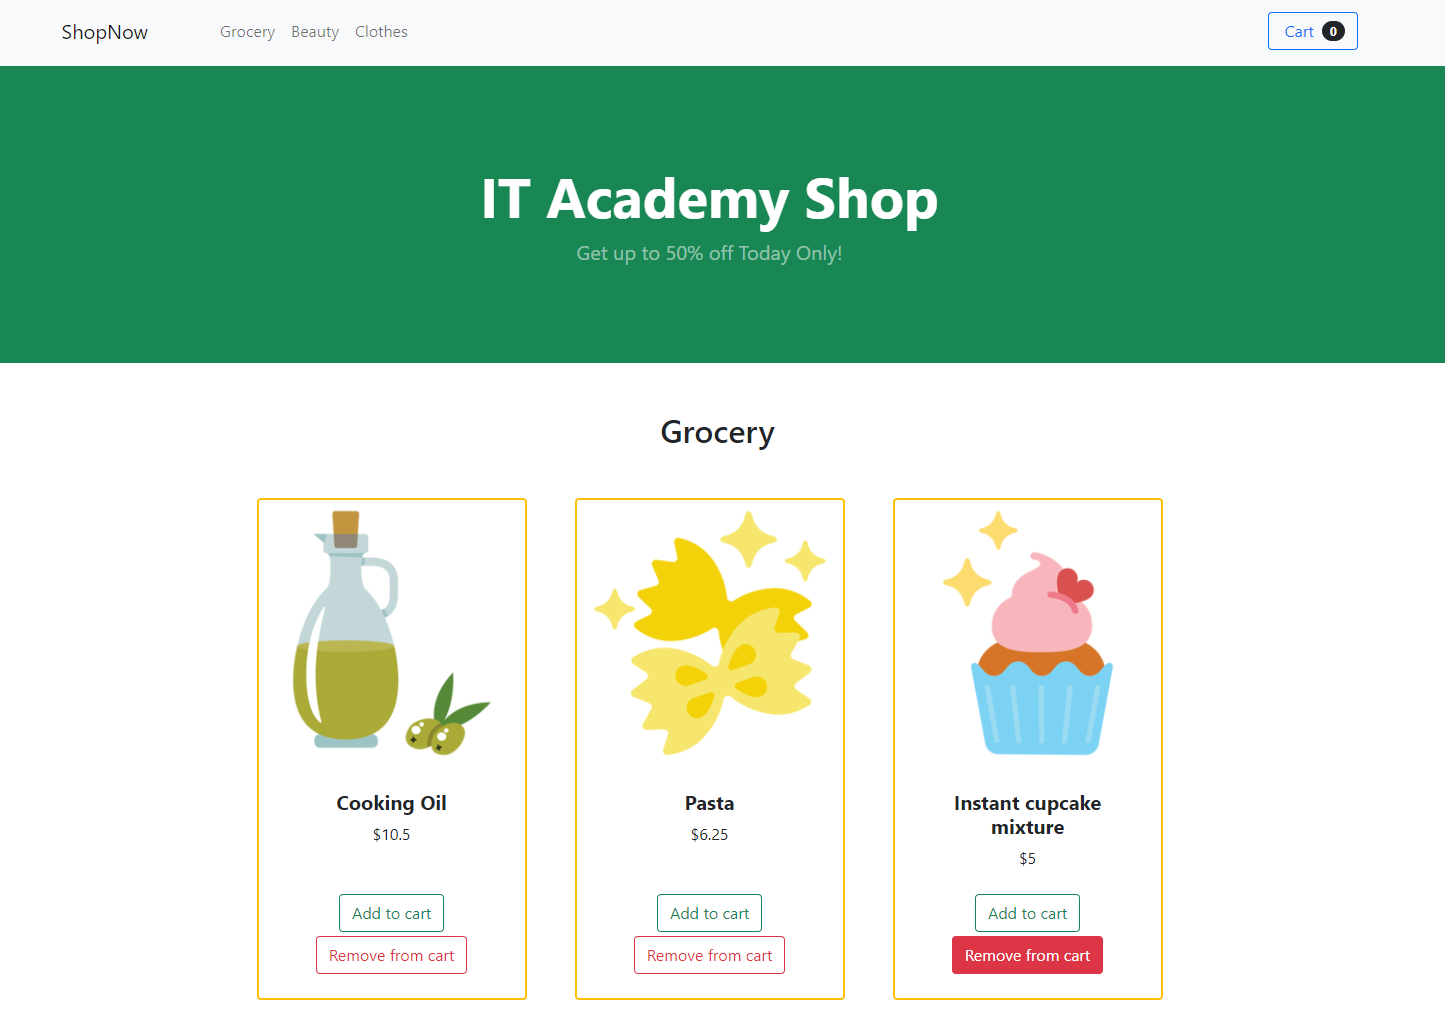 ShopNow Grocery Beauty Clothes Cart 0
IT Academy Shop
Get up to 50% off Today Only!
Grocery
Cooking Oil
$10.5
Add to cart
Remove from cart
Pasta
$6.25
Add to cart
Remove from cart
Instant cupcake
mixture
$5
Add to cart
Remove from cart